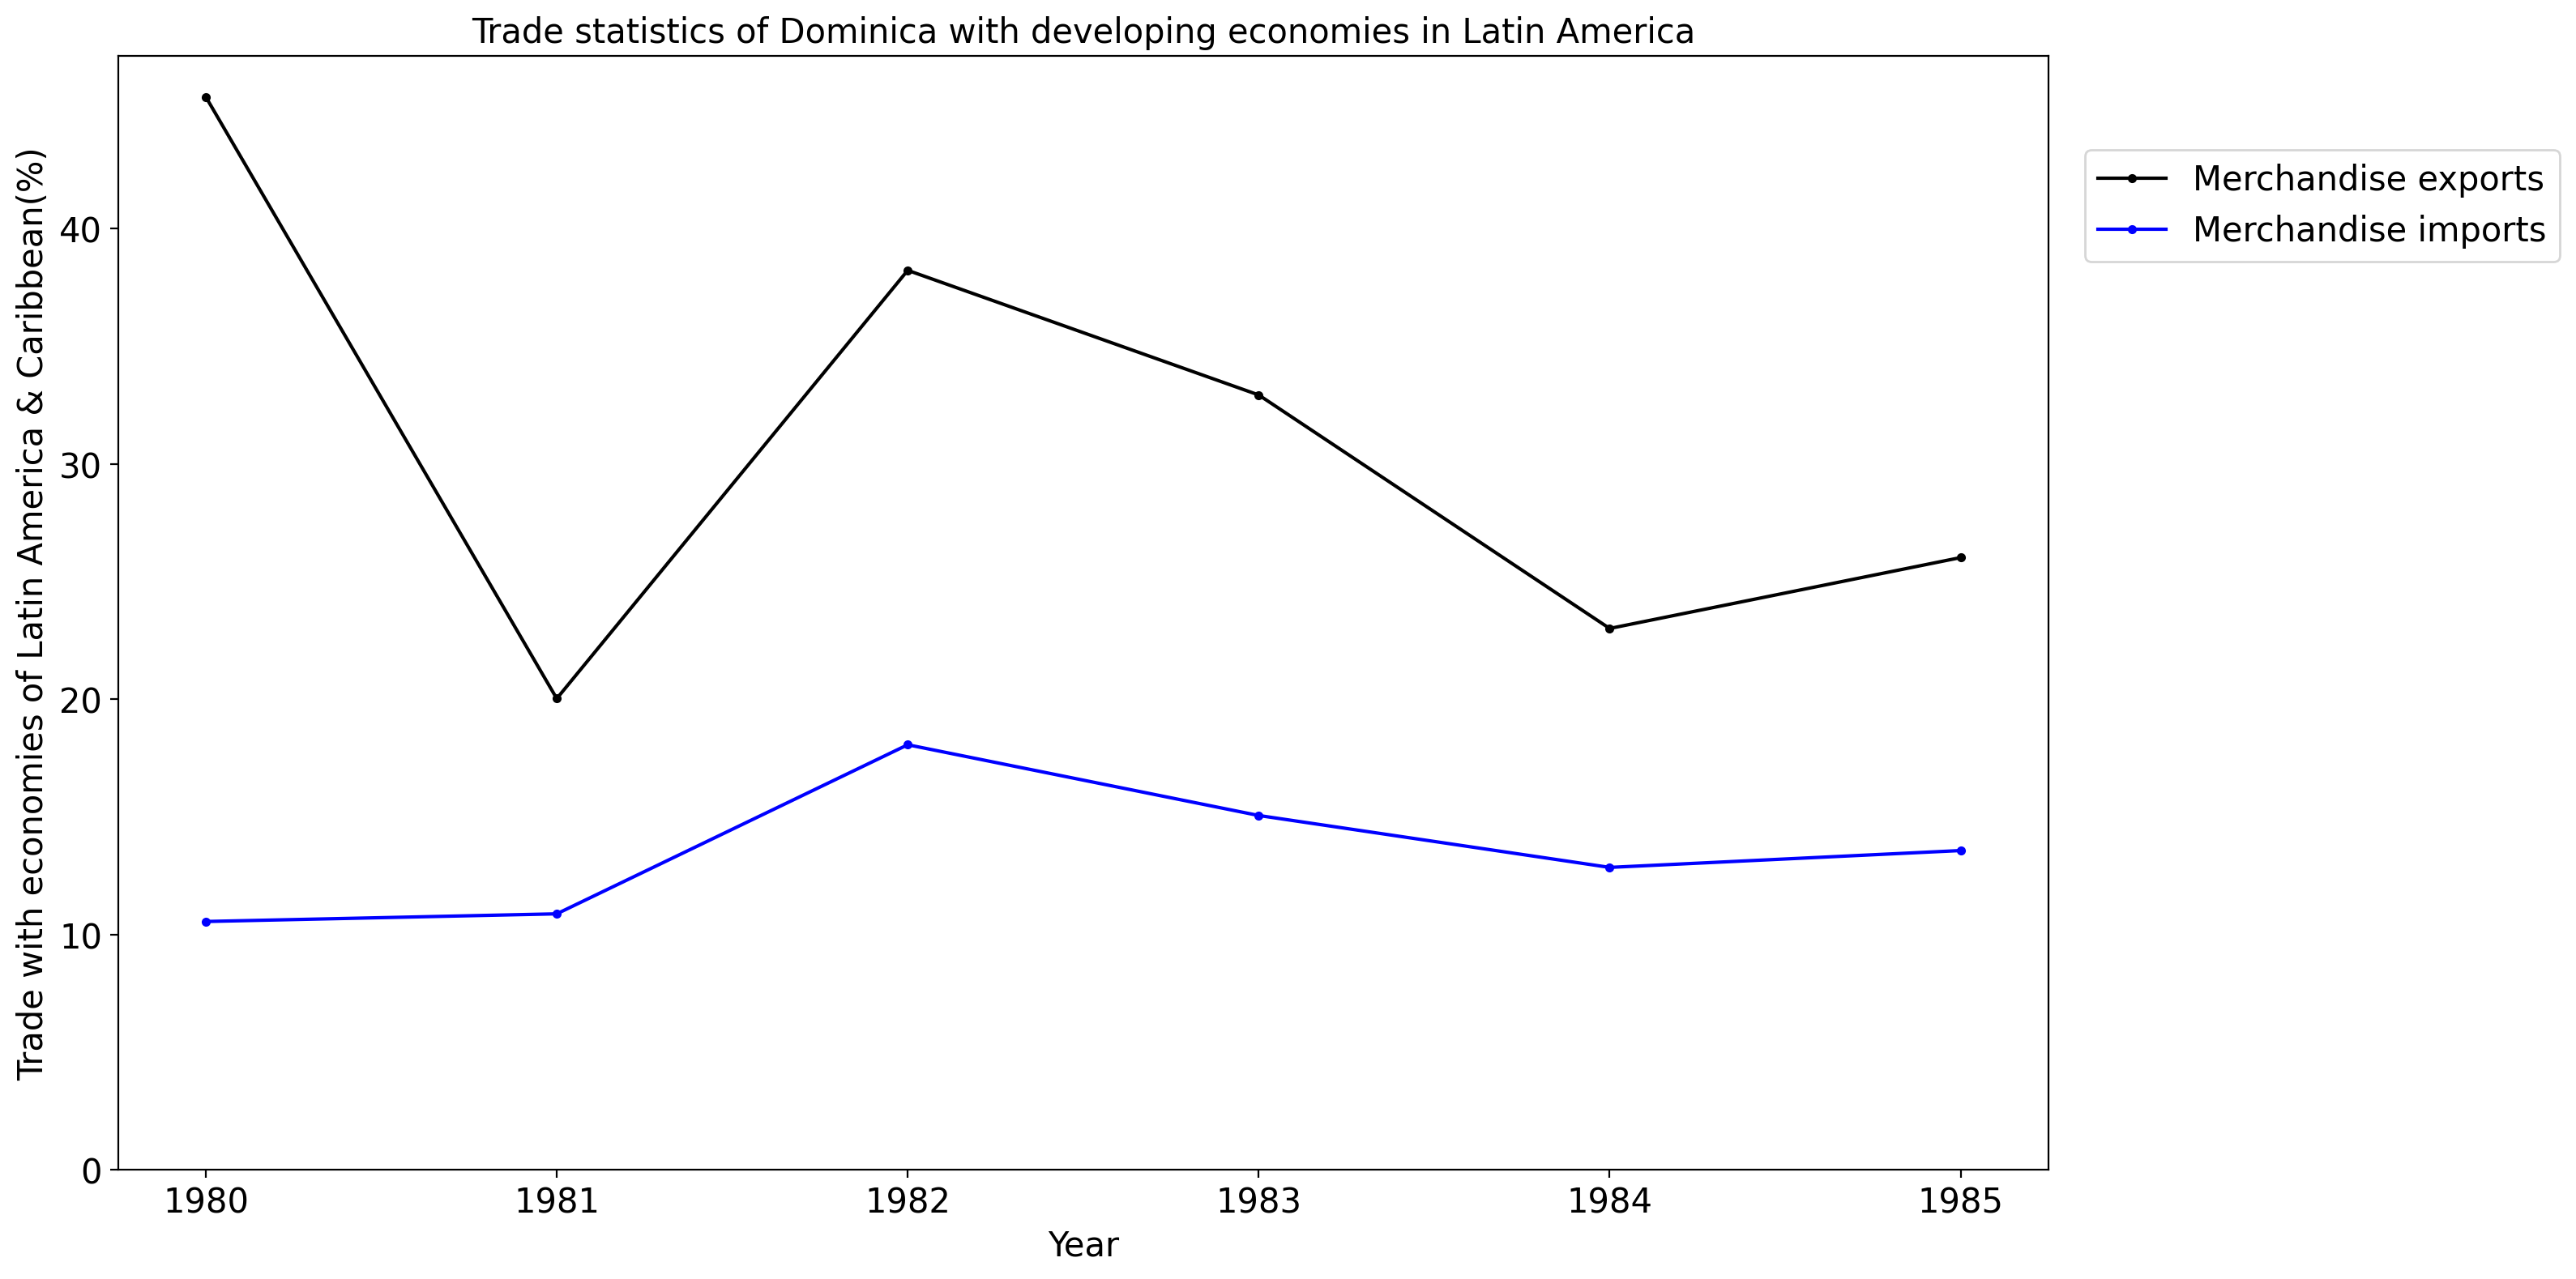 Trade statistics of Dominica with developing economies in Latin America
Trade with economies of Latin America & Caribbean(%)
40
30
20
10
0
1980 1981 1982 1983 1984 1985
Year
Merchandise exports
Merchandise imports